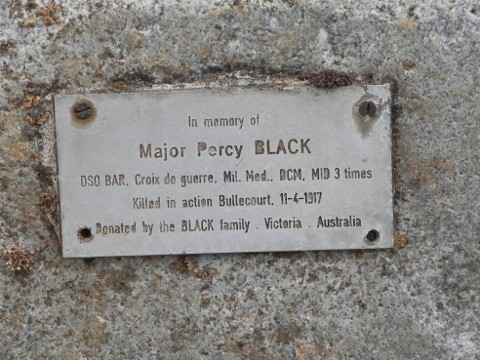 In memory of
Major Percy BLACK
DSO BAR. Croix de guerre, Mil. Med., DCM, MID 3 times
Killed in action Bullecourt, 11-4-1917
Donated by the BLACK family . Victoria . Australia